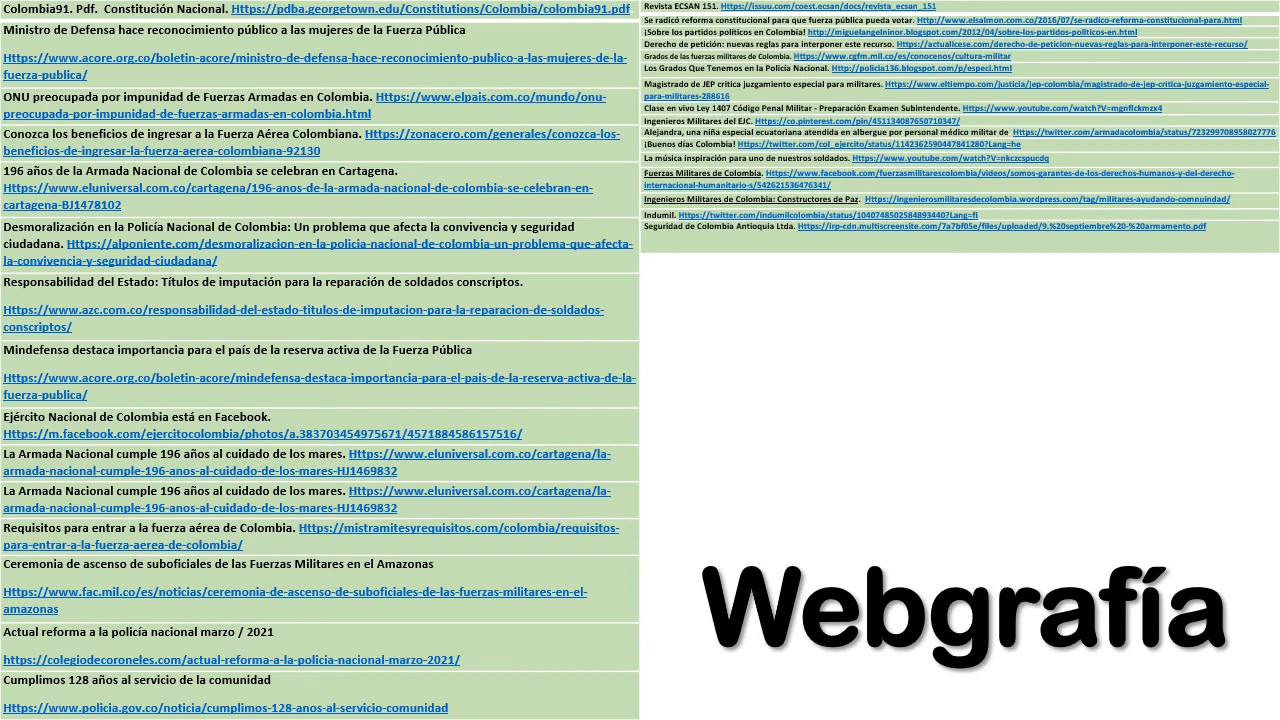 Colombia91. Pdf.  Constitución Nacional. Https://pdba.georgetown.edu/Constitutions/Colombia/colombia91.pdf.
Ministro de Defensa hace reconocimiento público a las mujeres de la Fuerza Pública
Https://www.acore.org.co/boletin-acore/ministro-de-defensa-hace-reconocimiento-publico-a-las-mujeres-de-la-
fuerza-publica/
ONU preocupada por impunidad de Fuerzas Armadas en Colombia. Https://www.elpais.com.co/mundo/onu-
preocupada-por-impunidad-de-fuerzas-armadas-en-colombia.html
Conozca los beneficios de ingresar a la Fuerza Aérea Colombiana. Https://zonacero.com/generales/conozca-los-
beneficios-de-ingresar-la-fuerza-aerea-colombiana-92130
196 años de la Armada Nacional de Colombia se celebran en Cartagena.
Https://www.eluniversal.com.co/cartagena/196-anos-de-la-armada-nacional-de-colombia-se-celebran-en-
cartagena-BJ1478102
Desmoralización en la Policía Nacional de Colombia: Un problema que afecta la convivencia y seguridad
ciudadana. Https://alponiente.com/desmoralizacion-en-la-policia-nacional-de-colombia-un-problema-que-afecta-
la-convivencia-y-seguridad-ciudadana/
Responsabilidad del Estado: Títulos de imputación para la reparación de soldados conscriptos.
Https://www.azc.com.co/responsabilidad-del-estado-titulos-de-imputacion-para-la-reparacion-de-soldados-
conscriptos/
Mindefensa destaca importancia para el país de la reserva activa de la Fuerza Pública
Https://www.acore.org.co/boletin-acore/mindefensa-destaca-importancia-para-el-pais-de-la-reserva-activa-de-la-
fuerza-publica/
Ejército Nacional de Colombia está en Facebook.
Https://m.facebook.com/ejercitocolombia/photos/a.383703454975671/4571884586157516/
La Armada Nacional cumple 196 años al cuidado de los mares. Https://www.eluniversal.com.co/cartagena/la-
armada-nacional-cumple-196-anos-al-cuidado-de-los-mares-HJ1469832
La Armada Nacional cumple 196 años al cuidado de los mares. Https://www.eluniversal.com.co/cartagena/la-
armada-nacional-cumple-196-anos-al-cuidado-de-los-mares-HJ1469832
Requisitos para entrar a la fuerza aérea de Colombia. Https://mistramitesyrequisitos.com/colombia/requisitos-
para-entrar-a-la-fuerza-aerea-de-colombia/
Ceremonia de ascenso de suboficiales de las Fuerzas Militares en el Amazonas
Https://www.fac.mil.co/es/noticias/ceremonia-de-ascenso-de-suboficiales-de-las-fuerzas-militares-en-el-
amazonas
Actual reforma a la policía nacional marzo / 2021
https://colegiodecoroneles.com/actual-reforma-a-la-policia-nacional-marzo-2021/
Cumplimos 128 años al servicio de la comunidad
Https://www.policia.gov.co/noticia/cumplimos-128-anos-al-servicio-comunidad
Revista ECSAN 151. Https://issuu.com/coest.ecsan/docs/revista_ecsan_151
Se radicó reforma constitucional para que fuerza pública pueda votar. Http://www.elsalmon.com.co/2016/07/se-radico-reforma-constitucional-para.html
¡Sobre los partidos políticos en Colombia! http://miguelangelninor.blogspot.com/2012/04/sobre-los-partidos-politicos-en.html
Derecho de petición: nuevas reglas para interponer este recurso. Https://actualicese.com/derecho-de-peticion-nuevas-reglas-para-interponer-este-recurso/
Grados de las fuerzas militares de Colombia. Https://www.cgfm.mil.co/es/conocenos/cultura-militar
Los Grados Que Tenemos en la Policía Nacional. Http://policia136.blogspot.com/p/especi.html
Magistrado de JEP critica juzgamiento especial para militares. Https://www.eltiempo.com/justicia/jep-colombia/magistrado-de-jep-critica-juzgamiento-especial-
para-militares-288616
Clase en vivo Ley 1407 Código Penal Militar - Preparación Examen Subintendente. Https://www.youtube.com/watch?V=mgnflckmzx4
Ingenieros Militares del EJC. Https://co.pinterest.com/pin/451134087650710347/
Alejandra, una niña especial ecuatoriana atendida en albergue por personal médico militar de  Https://twitter.com/armadacolombia/status/723299708958027776
¡Buenos días Colombia! Https://twitter.com/col_ejercito/status/1142362590447841280?Lang=he
La música inspiración para uno de nuestros soldados. Https://www.youtube.com/watch?V=nkczcspucdq
Fuerzas Militares de Colombia. Https://www.facebook.com/fuerzasmilitarescolombia/videos/somos-garantes-de-los-derechos-humanos-y-del-derecho-
internacional-humanitario-s/542621536476341/
Ingenieros Militares de Colombia: Constructores de Paz.  Https://ingenierosmilitaresdecolombia.wordpress.com/tag/militares-ayudando-comnuindad/
Indumil. Https://twitter.com/indumilcolombia/status/1040748502584893440?Lang=fi
Seguridad de Colombia Antioquia Ltda. Https://irp-cdn.multiscreensite.com/7a7bf05e/files/uploaded/9.%20septiembre%20-%20armamento.pdf
Webgrafía